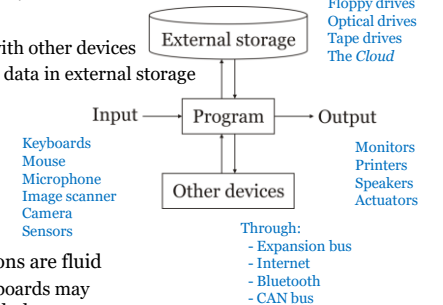 Floppy drives
Optical drives
Tape drives
The Cloud
External storage
with other devices
data in external storage
Input
Program
Output
Keyboards
Mouse
Microphone
Image scanner
Camera
Sensors
Monitors
Printers
Speakers
Actuators
Other devices
Through:
- Expansion bus
- Internet
- Bluetooth
- CAN bus
ons are fluid
boards may